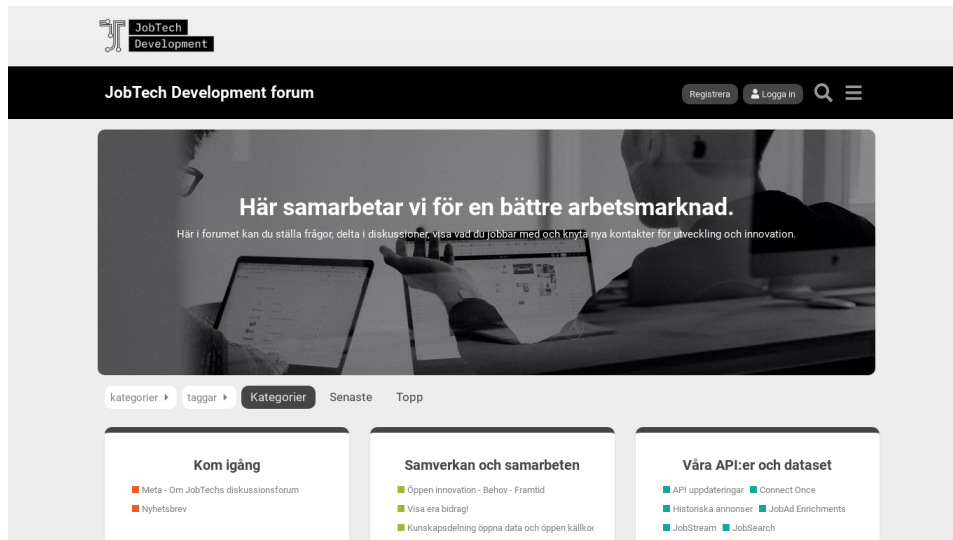 JobTech
Development
JobTech Development forum
Registrera
Logga in
Här samarbetar vi för en bättre arbetsmarknad.
Här i forumet kan du ställa frågor, delta i diskussioner, visa vad du jobbar med och knyta nya kontakter för utveckling och innovation.
kategorier
taggar
Kategorier
Senaste
Topp
Kom igång
Meta - Om JobTechs diskussionsforum
Nyhetsbrev
Samverkan och samarbeten
Öppen innovation - Behov - Framtid
Visa era bidrag!
Kunskapsdelning öppna data och öppen källkod
Våra API:er och dataset
API uppdateringar Connect Once
Historiska annonser JobAd Enrichments
JobStream JobSearch